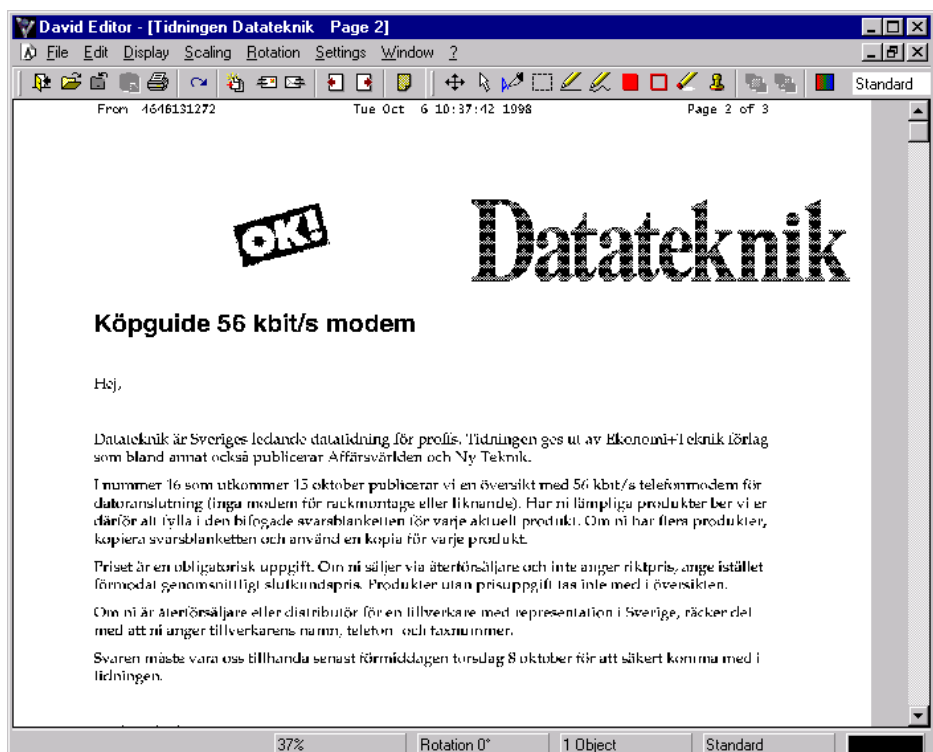 David Editor - [Tidningen Datateknik Page 2]
File Edit Display Scaling Rotation Settings Window ?
Standard
From 4646131272 Tue Oct 6 10:37:42 1998 Page 2 of 3
OK!
Datateknik
Köpguide 56 kbit/s modem
Hej,
Datateknik är Sveriges ledande datatidning för proffs. Tidningen ges ut av Ekonomi+Teknik förlag
som bland annat också publicerar Affärsvärlden och Ny Teknik.
I nummer 16 som utkommer 15 oktober publicerar vi en översikt med 56 kbit/s telefonmodem för
datoranslutning (inga modem för rackmontage eller liknande). Har ni lämpliga produkter ber vi er
därför att fylla i den bifogade svarsblanketten för varje aktuell produkt. Om ni har flera produkter,
kopiera svarsblanketten och använd en kopia för varje produkt.
Priset är en obligatorisk uppgift. Om ni säljer via återförsäljare och inte anger riktpris, ange istället
förmodat genomsnittligt slutkundspris. Produkter utan prisuppgift tas inte med i översikten.
Om ni är återförsäljare eller distributör för en tillverkare med representation i Sverige, räcker det
med att ni anger tillverkarens namn, telefon- och faxnummer.
Svaren måste vara oss tillhanda senast förmiddagen torsdag 8 oktober för att säkert komma med i
tidningen.
37% Rotation 0° 1 Object Standard